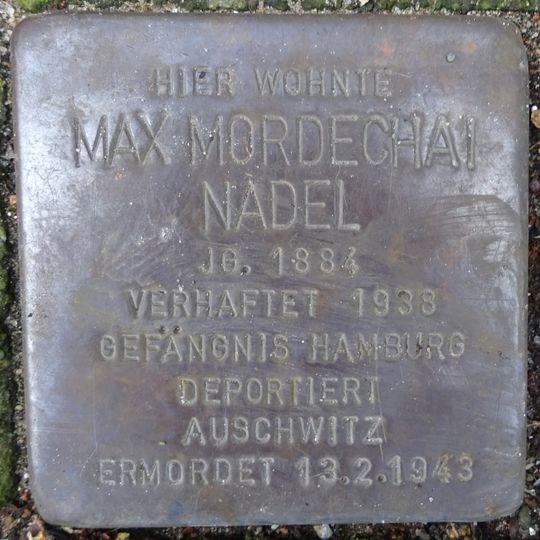 HIER WOHNTE
MAX MORDECHAI
NADEL
JG. 1884
VERHAFTET 1938
GEFÄNGNIS HAMBURG
DEPORTIERT
AUSCHWITZ
ERMORDET 13.2.1943